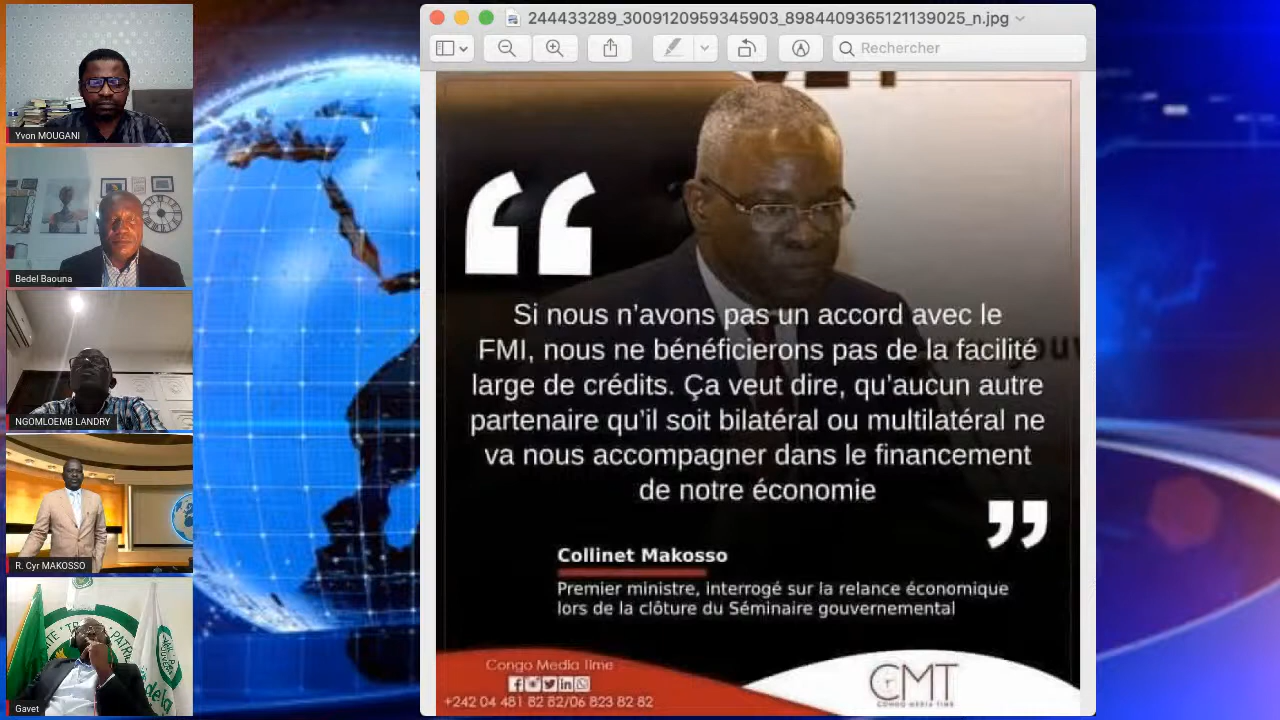 244433289_3009120959345903_8984409365121139025_n.jpg
Rechercher
Yvon MOUGANI
Bedel Baouna
NGOMLOEMB LANDRY
R. Cyr MAKOSSO
Gavet
Si nous n'avons pas un accord avec le
FMI, nous ne bénéficierons pas de la facilité
large de crédits. Ça veut dire, qu'aucun autre
partenaire qu'il soit bilatéral ou multilatéral ne
va nous accompagner dans le financement
de notre économie
Collinet Makosso
Premier ministre, interrogé sur la relance économique
lors de la clôture du Séminaire gouvernemental
Congo Media Time
+242 04 481 82 82/06 823 82 82
CMT
CONGO MEDIA TIME